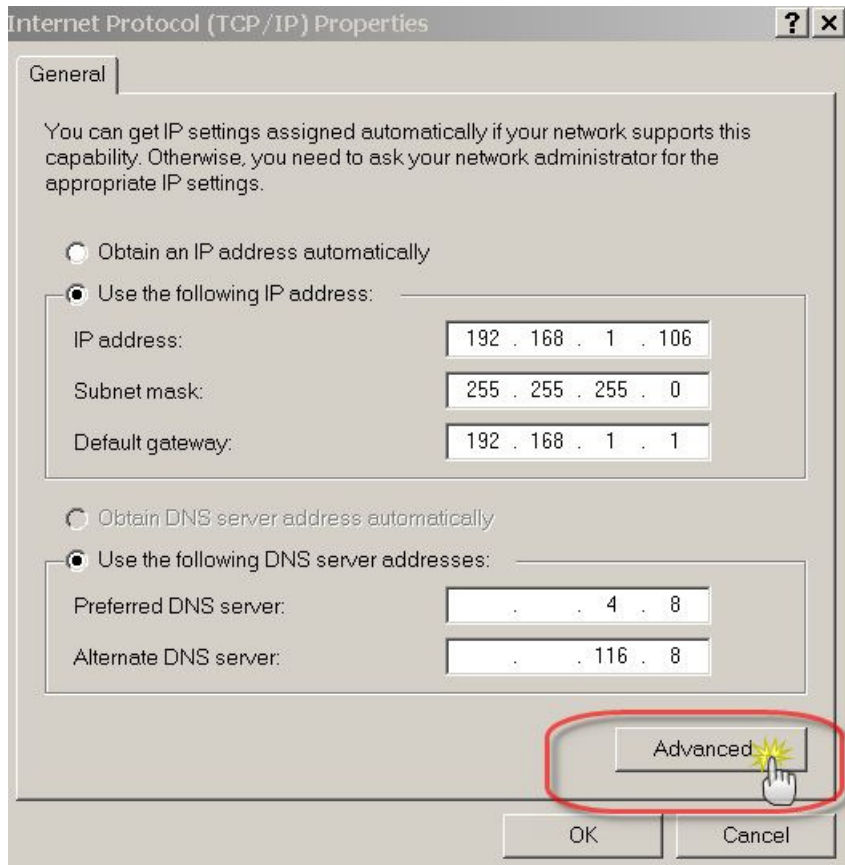 Internet Protocol (TCP/IP) Properties
General
You can get IP settings assigned automatically if your network supports this
capability. Otherwise, you need to ask your network administrator for the
appropriate IP settings.
Obtain an IP address automatically
Use the following IP address:
IP address: 192 . 168 . 1 . 106
Subnet mask: 255 . 255 . 255 . 0
Default gateway: 192 . 168 . 1 . 1
Obtain DNS server address automatically
Use the following DNS server addresses:
Preferred DNS server: . . 4 . 8
Alternate DNS server: . . 116 . 8
Advanced
OK Cancel